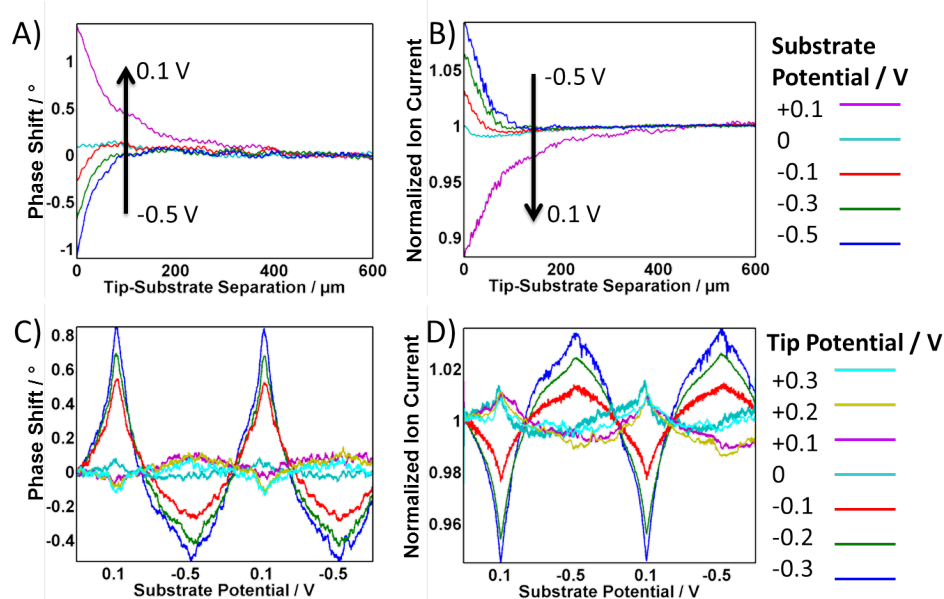 A)
Phase Shift / °
1
0.5
0
-0.5
-1
0.1 V
-0.5 V
0 200 400 600
Tip-Substrate Separation / µm
B)
Normalized Ion Current
1.05
1
0.95
0.9
-0.5 V
0.1 V
0 200 400 600
Tip-Substrate Separation / µm
Substrate
Potential / V
+0.1
0
-0.1
-0.3
-0.5
C)
Phase Shift / °
0.8
0.6
0.4
0.2
0
-0.2
-0.4
0.1 -0.5 0.1 -0.5
Substrate Potential / V
D)
Normalized Ion Current
1.02
1
0.98
0.96
0.1 -0.5 0.1 -0.5
Substrate Potential / V
Tip Potential / V
+0.3
+0.2
+0.1
0
-0.1
-0.2
-0.3